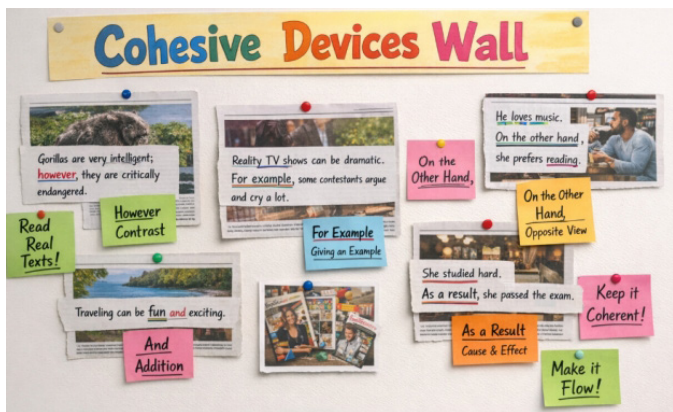 Cohesive Devices Wall
Gorillas are very intelligent;
however, they are critically
endangered.
However
Contrast
Read
Real
Texts!
Reality TV shows can be dramatic.
For example, some contestants argue
and cry a lot.
For Example
Giving an Example
On the
Other Hand,
He loves music.
On the other hand,
she prefers reading.
On the Other
Hand,
Opposite View
Traveling can be fun and exciting.
And
Addition
She studied hard.
As a result, she passed the exam.
As a Result
Cause & Effect
Keep it
Coherent!
Make it
Flow!